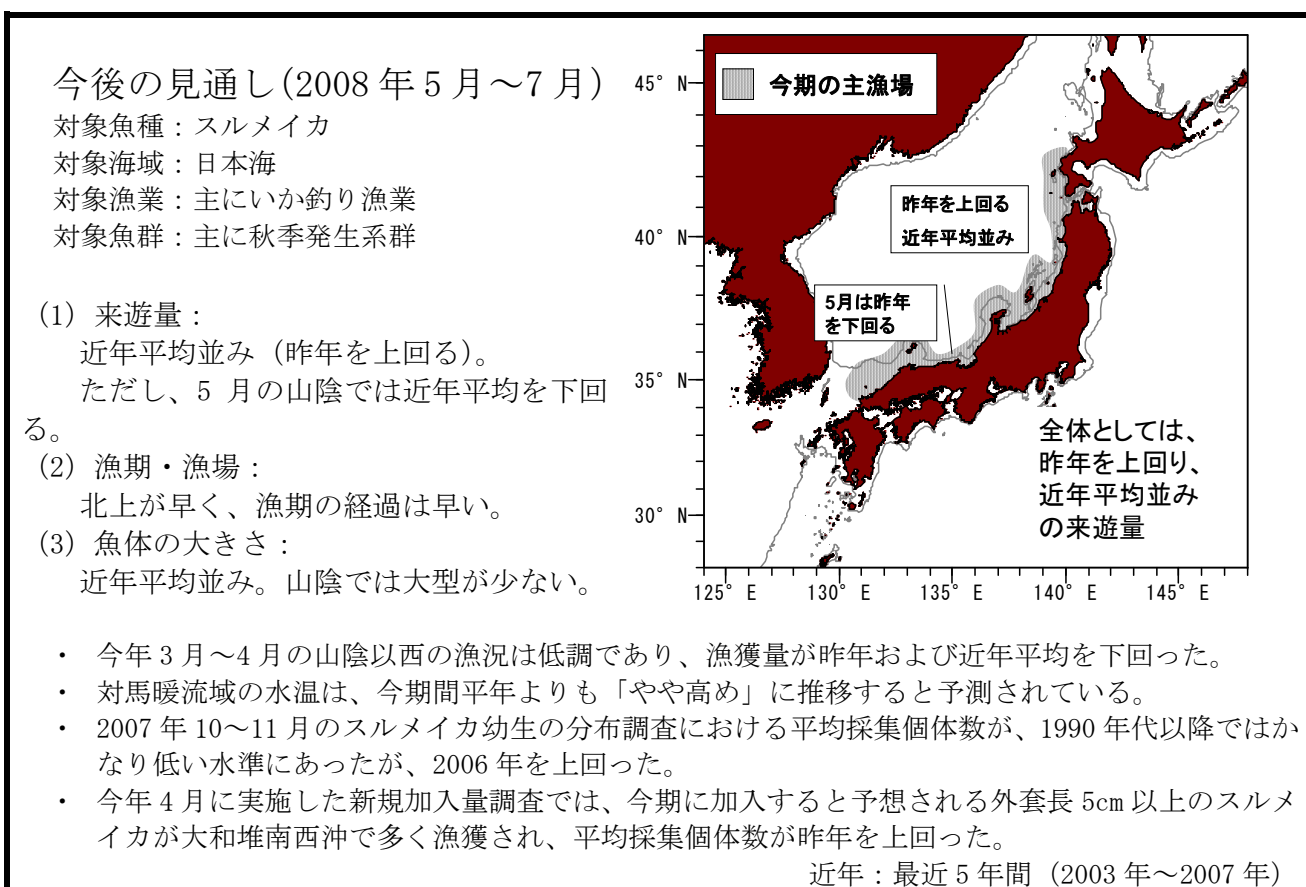 今後の見通し(2008年5月～7月)
対象魚種：スルメイカ
対象海域：日本海
対象漁業：主にいか釣り漁業
対象魚群：主に秋季発生系群
(1) 来遊量：
近年平均並み（昨年を上回る）。
ただし、5 月の山陰では近年平均を下回
る。
(2) 漁期・漁場：
北上が早く、漁期の経過は早い。
(3) 魚体の大きさ：
近年平均並み。山陰では大型が少ない。
45° N
40° N
35° N
30° N
125° E 130° E 135° E 140° E 145° E
今期の主漁場
昨年を上回る
近年平均並み
5月は昨年
を下回る
全体としては、
昨年を上回り、
近年平均並み
の来遊量
・ 今年3月～4月の山陰以西の漁況は低調であり、漁獲量が昨年および近年平均を下回った。
・ 対馬暖流域の水温は、今期間平年よりも「やや高め」に推移すると予測されている。
・ 2007年10～11月のスルメイカ幼生の分布調査における平均採集個体数が、1990年代以降ではか
なり低い水準にあったが、2006年を上回った。
・ 今年4月に実施した新規加入量調査では、今期に加入すると予想される外套長5cm以上のスルメ
イカが大和堆南西沖で多く漁獲され、平均採集個体数が昨年を上回った。
近年：最近5年間（2003年～2007年）